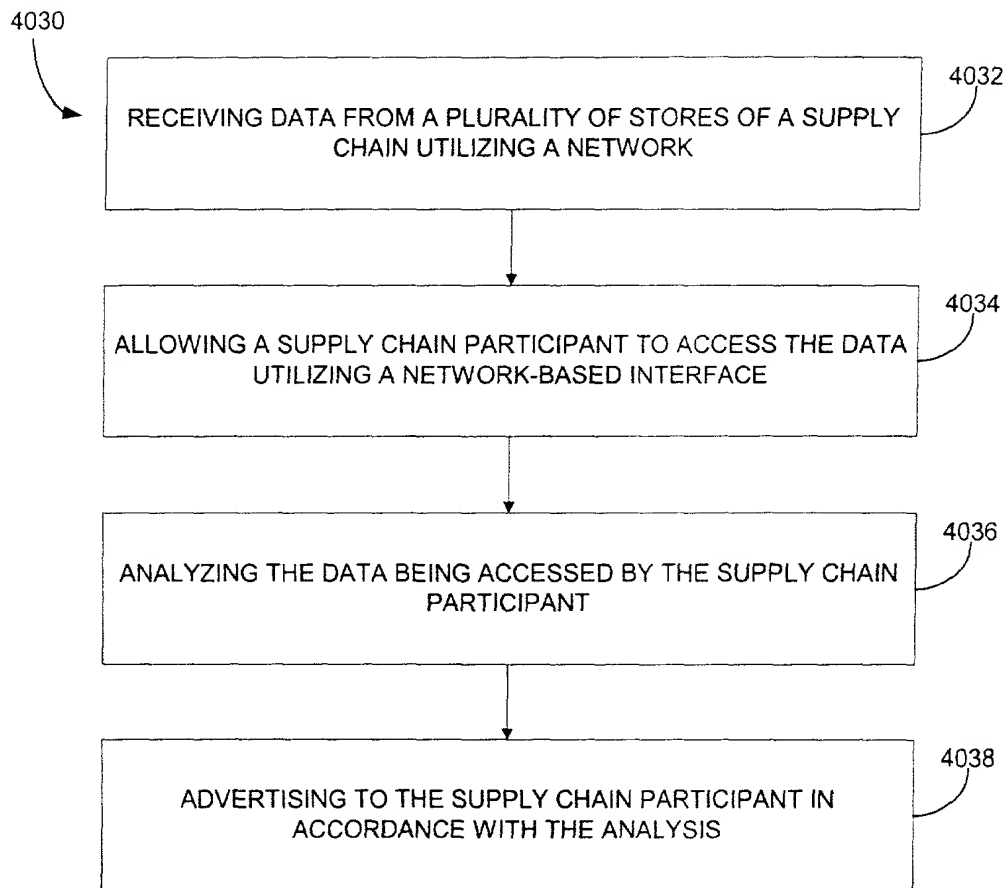 4030
4032
RECEIVING DATA FROM A PLURALITY OF STORES OF A SUPPLY
CHAIN UTILIZING A NETWORK
4034
ALLOWING A SUPPLY CHAIN PARTICIPANT TO ACCESS THE DATA
UTILIZING A NETWORK-BASED INTERFACE
4036
ANALYZING THE DATA BEING ACCESSED BY THE SUPPLY CHAIN
PARTICIPANT
4038
ADVERTISING TO THE SUPPLY CHAIN PARTICIPANT IN
ACCORDANCE WITH THE ANALYSIS